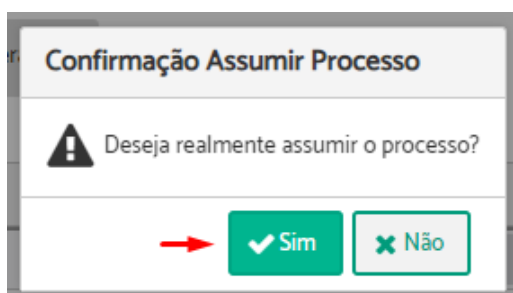 Confirmação Assumir Processo
Deseja realmente assumir o processo?
Sim
Não